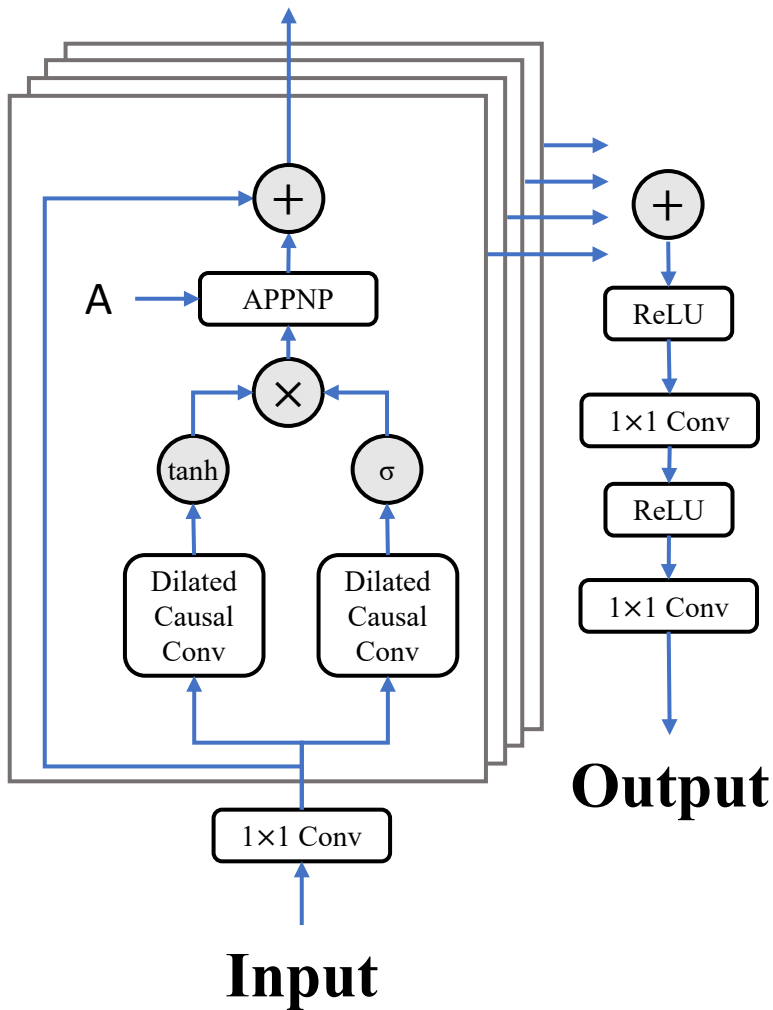 +
A
APPNP
×
tanh
σ
Dilated
Causal
Conv
Dilated
Causal
Conv
1×1 Conv
Input
+
ReLU
1×1 Conv
ReLU
1×1 Conv
Output